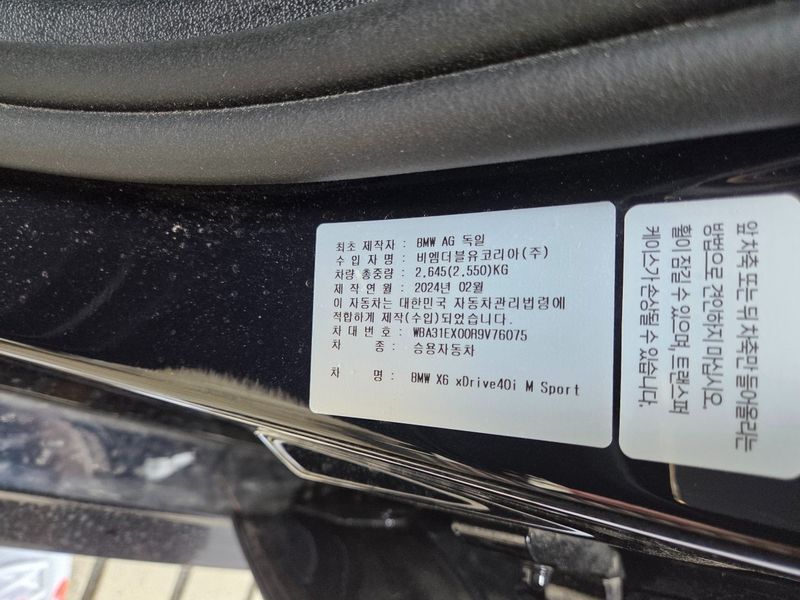 최초 제작자 : BMW AG 독일
수 입 자 명 : 비엠더블유코리아(주)
차량 총중량 : 2,645(2,550)KG
제 작 연 월 : 2024년 02월
이 자동차는 대한민국 자동차관리법령에
적합하게 제작(수입)되었습니다.
차 대 번 호 : WBA31EX00R9V76075
차 종 : 승용자동차
차 명 : BMW X6 xDrive40i M Sport
앞 차축 또는 뒤 차축만 들어올리는
방법으로 견인하지 마십시오.
휠이 잠길 수 있으며, 트랜스퍼
케이스가 손상될 수 있습니다.